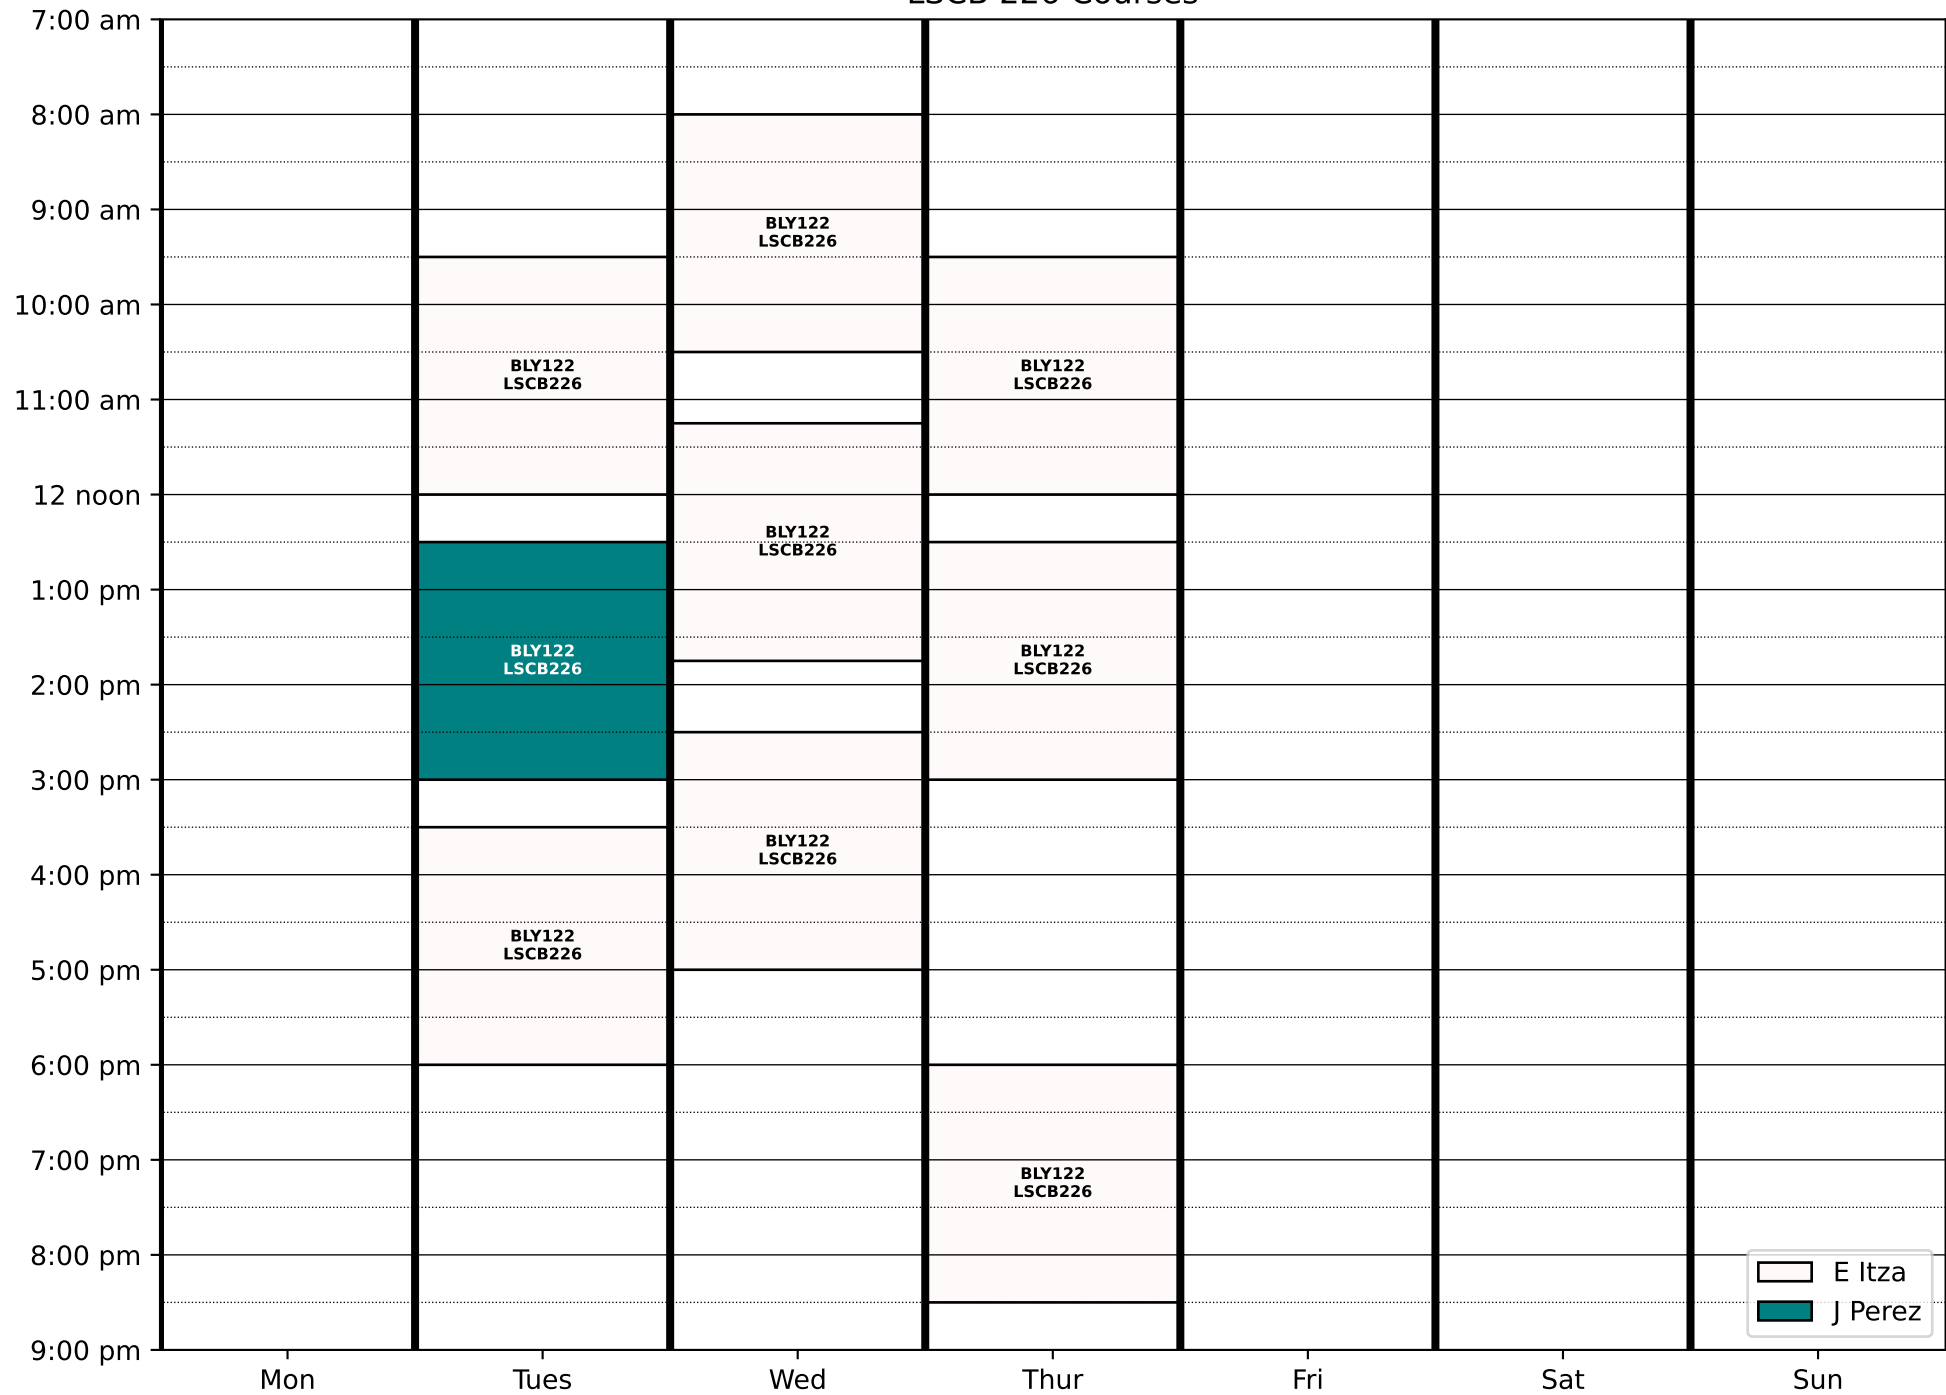 LSCB 226 Courses
7:00 am
8:00 am
9:00 am
10:00 am
11:00 am
12 noon
1:00 pm
2:00 pm
3:00 pm
4:00 pm
5:00 pm
6:00 pm
7:00 pm
8:00 pm
9:00 pm
BLY122
LSCB226
BLY122
LSCB226
BLY122
LSCB226
BLY122
LSCB226
BLY122
LSCB226
BLY122
LSCB226
BLY122
LSCB226
BLY122
LSCB226
BLY122
LSCB226
E Itza
J Perez
Mon
Tues
Wed
Thur
Fri
Sat
Sun